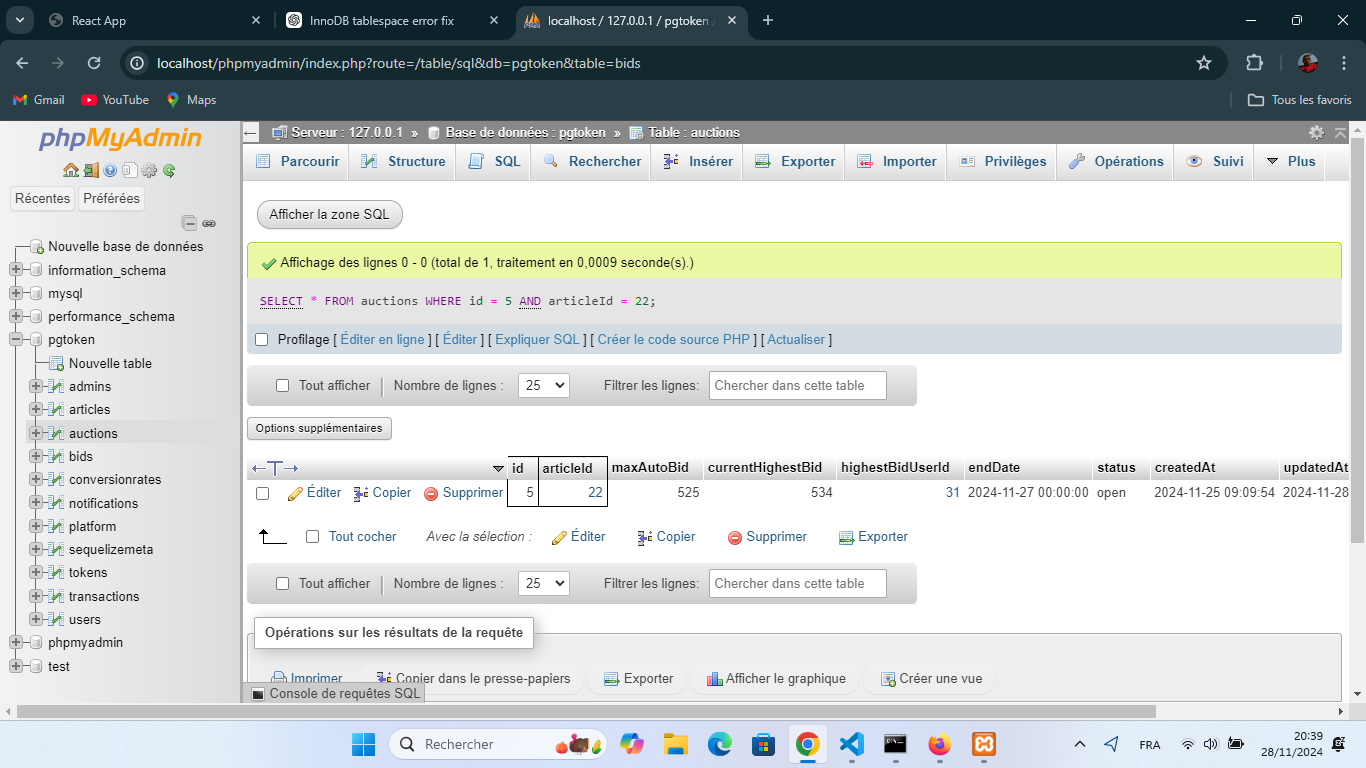 React App
InnoDB tablespace error fix
localhost / 127.0.0.1 / pgtoken
localhost/phpmyadmin/index.php?route=/table/sql&db=pgtoken&table=bids
Gmail
YouTube
Maps
Tous les favoris
phpMyAdmin
Récentes
Préférées
Nouvelle base de données
information_schema
mysql
performance_schema
pgtoken
Nouvelle table
admins
articles
auctions
bids
conversionrates
notifications
platform
sequelizemeta
tokens
transactions
users
phpmyadmin
test
Serveur : 127.0.0.1 » Base de données : pgtoken » Table : auctions
Parcourir Structure SQL Rechercher Insérer Exporter Importer Privilèges Opérations Suivi Plus
Afficher la zone SQL
Affichage des lignes 0 - 0 (total de 1, traitement en 0,0009 seconde(s).)
SELECT * FROM auctions WHERE id = 5 AND articleId = 22;
Profilage [ Éditer en ligne ] [ Éditer ] [ Expliquer SQL ] [ Créer le code source PHP ] [ Actualiser ]
Tout afficher | Nombre de lignes : 25 Filtrer les lignes: Chercher dans cette table
Options supplémentaires
id articleId maxAutoBid currentHighestBid highestBidUserId endDate status createdAt updatedAt
Éditer Copier Supprimer 5 22 525 534 31 2024-11-27 00:00:00 open 2024-11-25 09:09:54 2024-11-28
Tout cocher Avec la sélection : Éditer Copier Supprimer Exporter
Tout afficher | Nombre de lignes : 25 Filtrer les lignes: Chercher dans cette table
Opérations sur les résultats de la requête
Imprimer Copier dans le presse-papiers Exporter Afficher le graphique Créer une vue
Console de requêtes SQL
Rechercher
FRA
20:39
28/11/2024